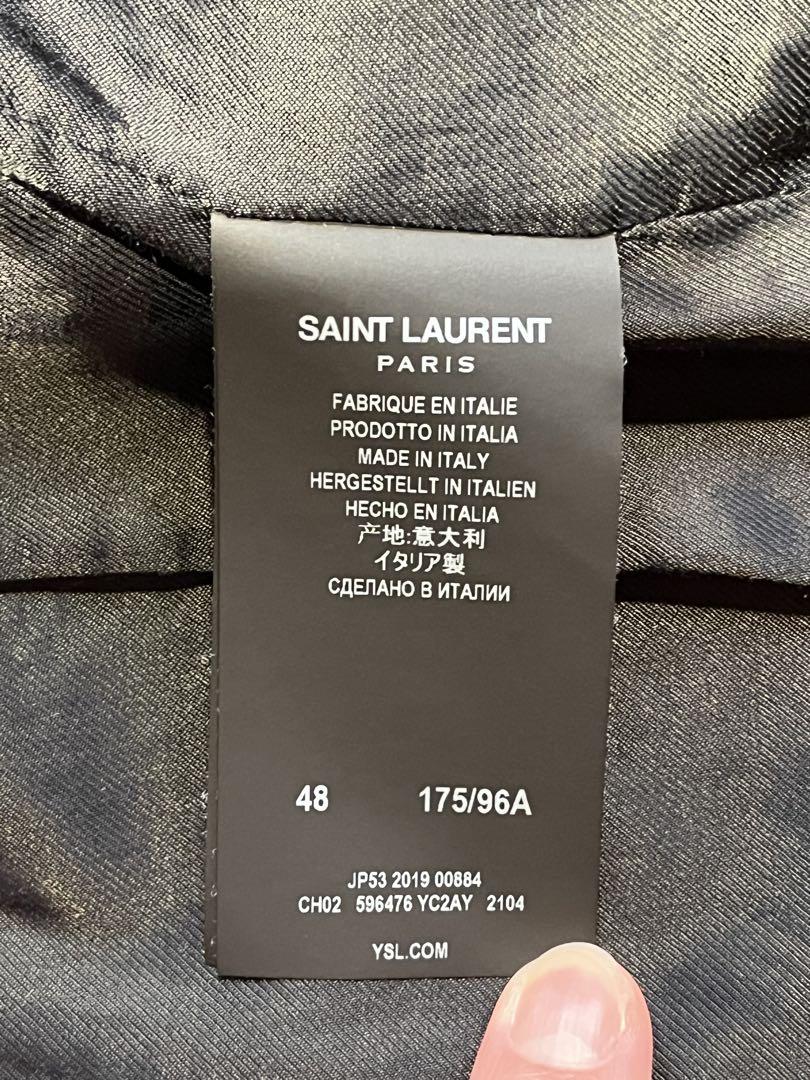 SAINT LAURENT
PARIS
FABRIQUE EN ITALIE
PRODOTTO IN ITALIA
MADE IN ITALY
HERGESTELLT IN ITALIEN
HECHO EN ITALIA
产地:意大利
イタリア製
СДЕЛАНО В ИТАЛИИ
48 175/96A
JP53 2019 00884
CH02 596476 YC2AY 2104
YSL.COM